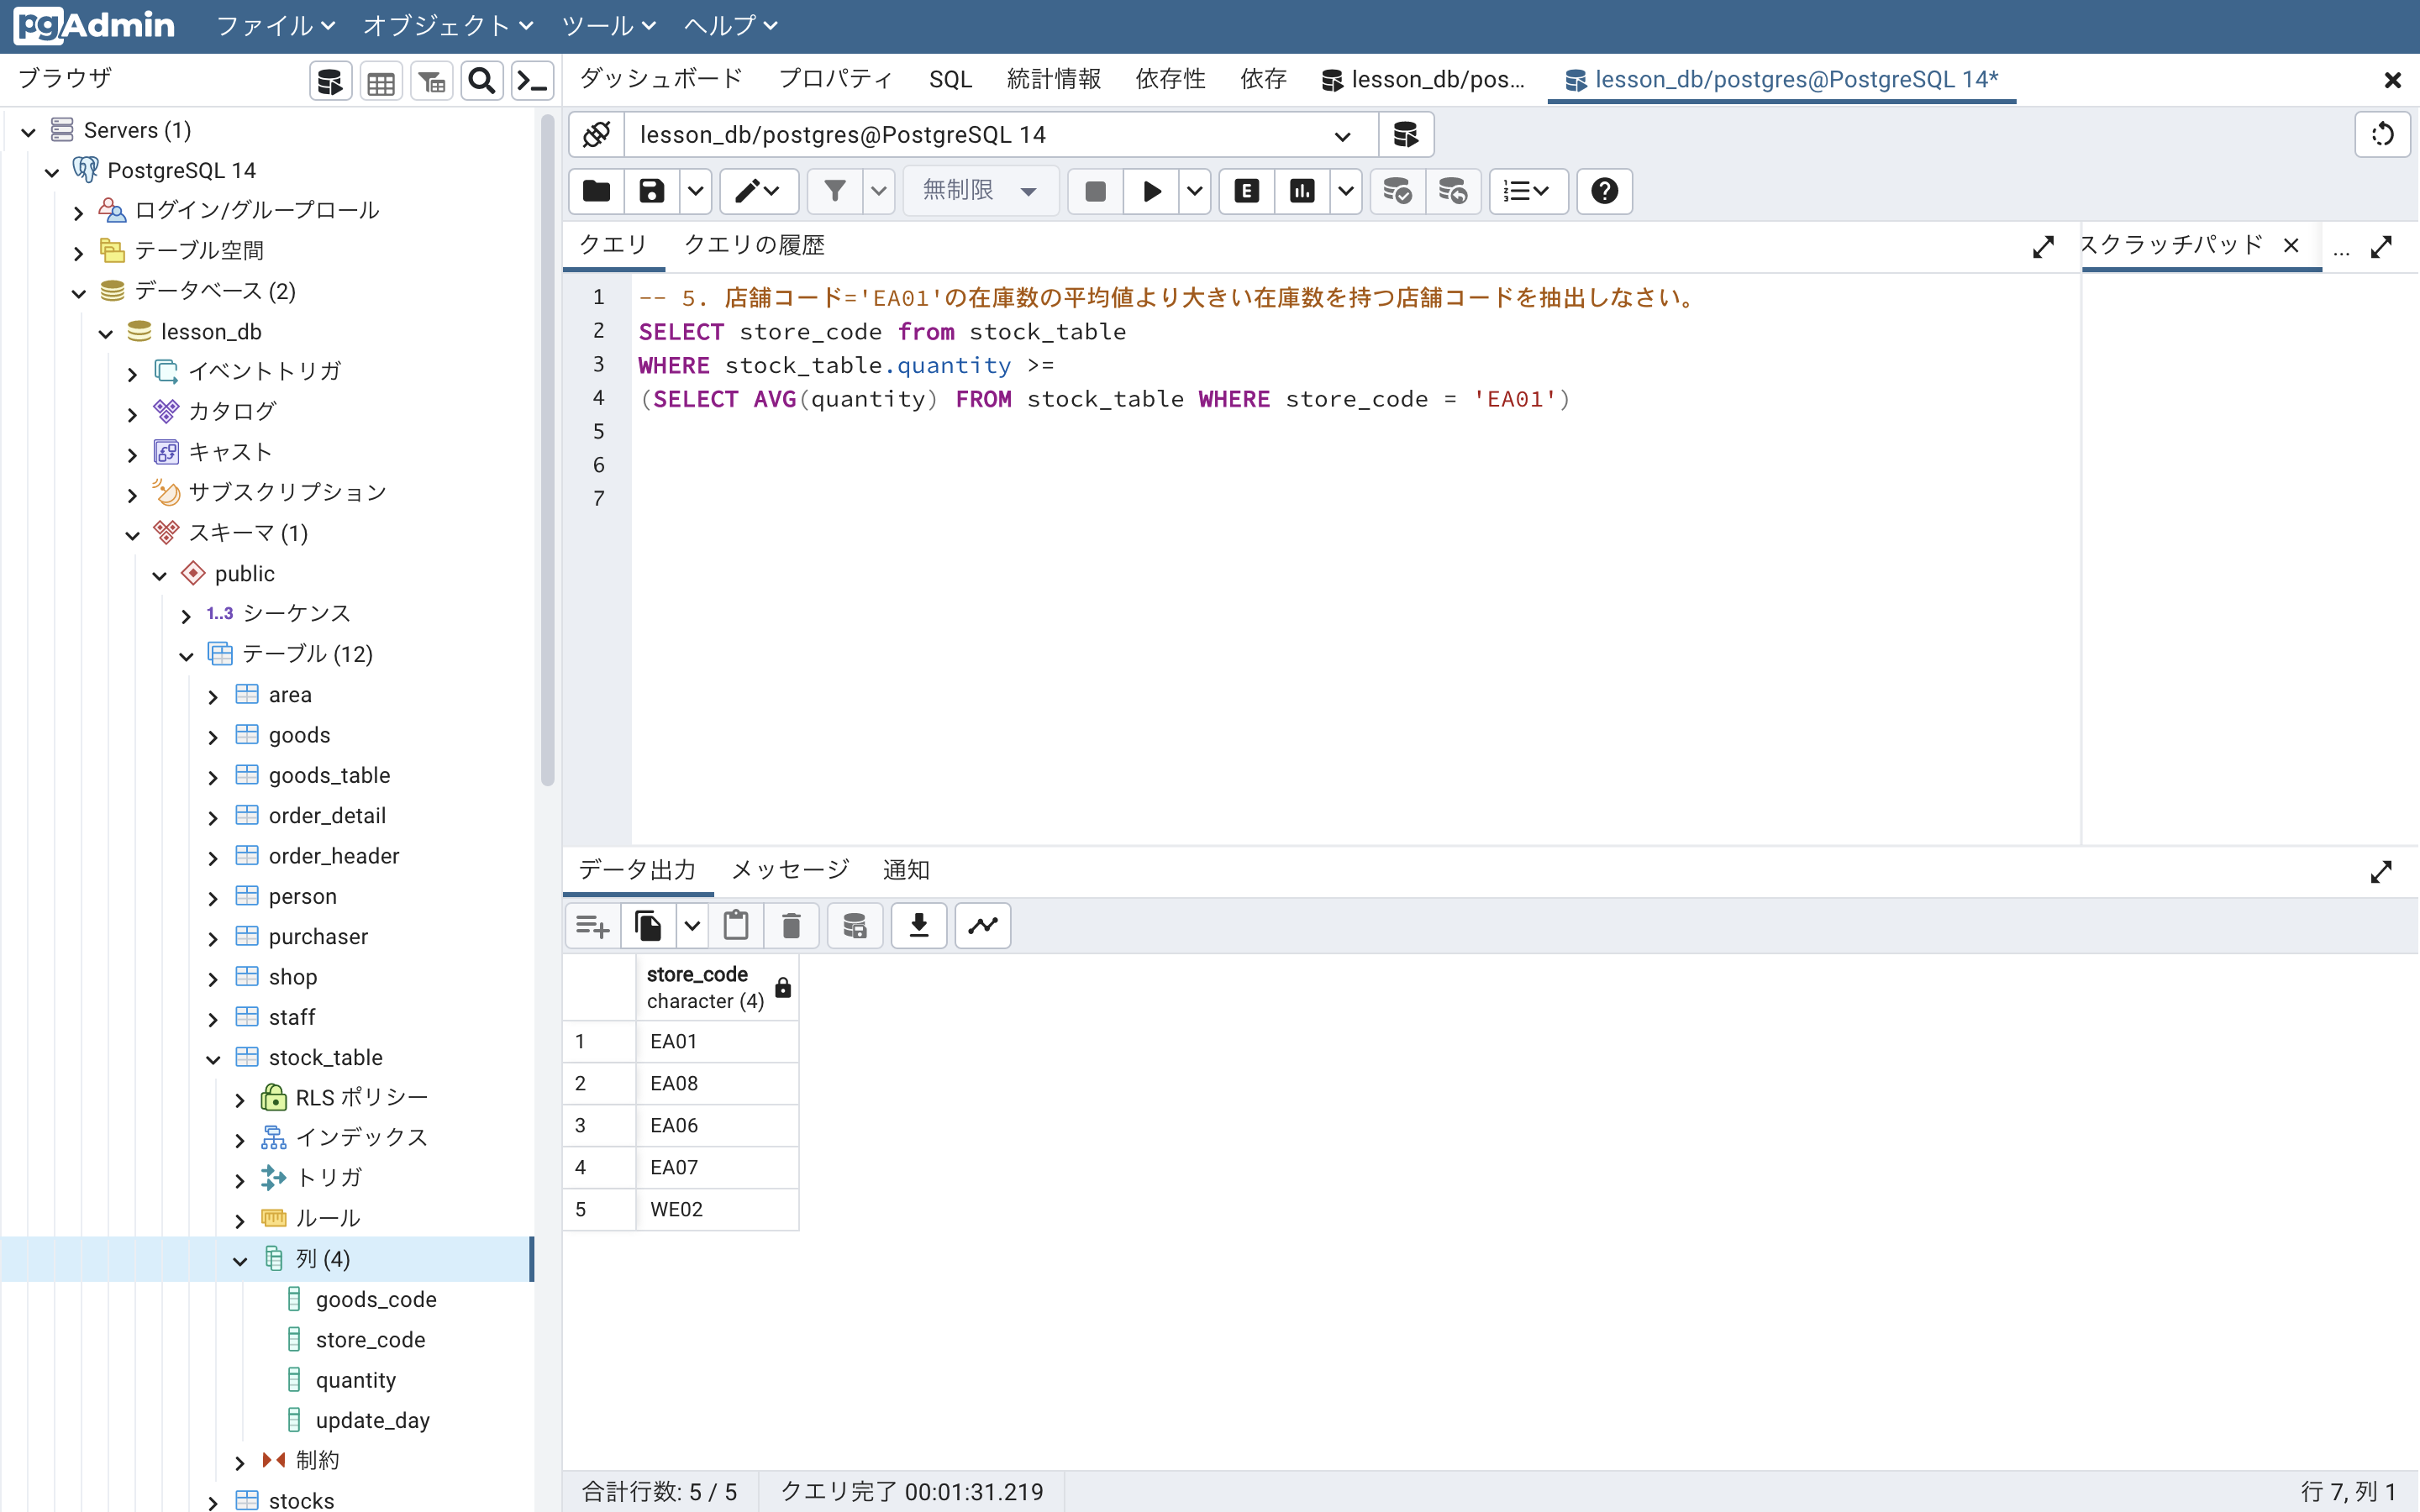 pgAdmin ファイル オブジェクト ツール ヘルプ
ブラウザ
ダッシュボード プロパティ SQL 統計情報 依存性 依存 lesson_db/pos... lesson_db/postgres@PostgreSQL 14*
Servers (1)
PostgreSQL 14
ログイン/グループロール
テーブル空間
データベース (2)
lesson_db
イベントトリガ
カタログ
キャスト
サブスクリプション
スキーマ (1)
public
1..3 シーケンス
テーブル (12)
area
goods
goods_table
order_detail
order_header
person
purchaser
shop
staff
stock_table
RLS ポリシー
インデックス
トリガ
ルール
列 (4)
goods_code
store_code
quantity
update_day
制約
stocks
lesson_db/postgres@PostgreSQL 14
無制限
E
クエリ クエリの履歴
スクラッチパッド ...
1 -- 5. 店舗コード='EA01'の在庫数の平均値より大きい在庫数を持つ店舗コードを抽出しなさい。
2 SELECT store_code from stock_table
3 WHERE stock_table.quantity >=
4 (SELECT AVG(quantity) FROM stock_table WHERE store_code = 'EA01')
5
6
7
データ出力 メッセージ 通知
store_code
character (4)
1 EA01
2 EA08
3 EA06
4 EA07
5 WE02
合計行数: 5 / 5 クエリ完了 00:01:31.219 行 7, 列 1